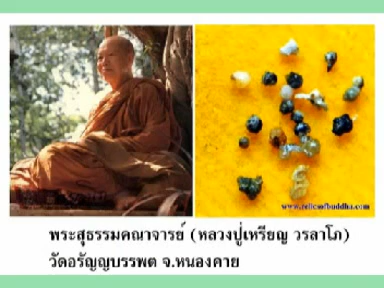 www.relicofbuddha.com
พระสุธรรมคณาจารย์ (หลวงปู่เหรียญ วรลาโภ)
วัดอรัญญบรรพต จ.หนองคาย